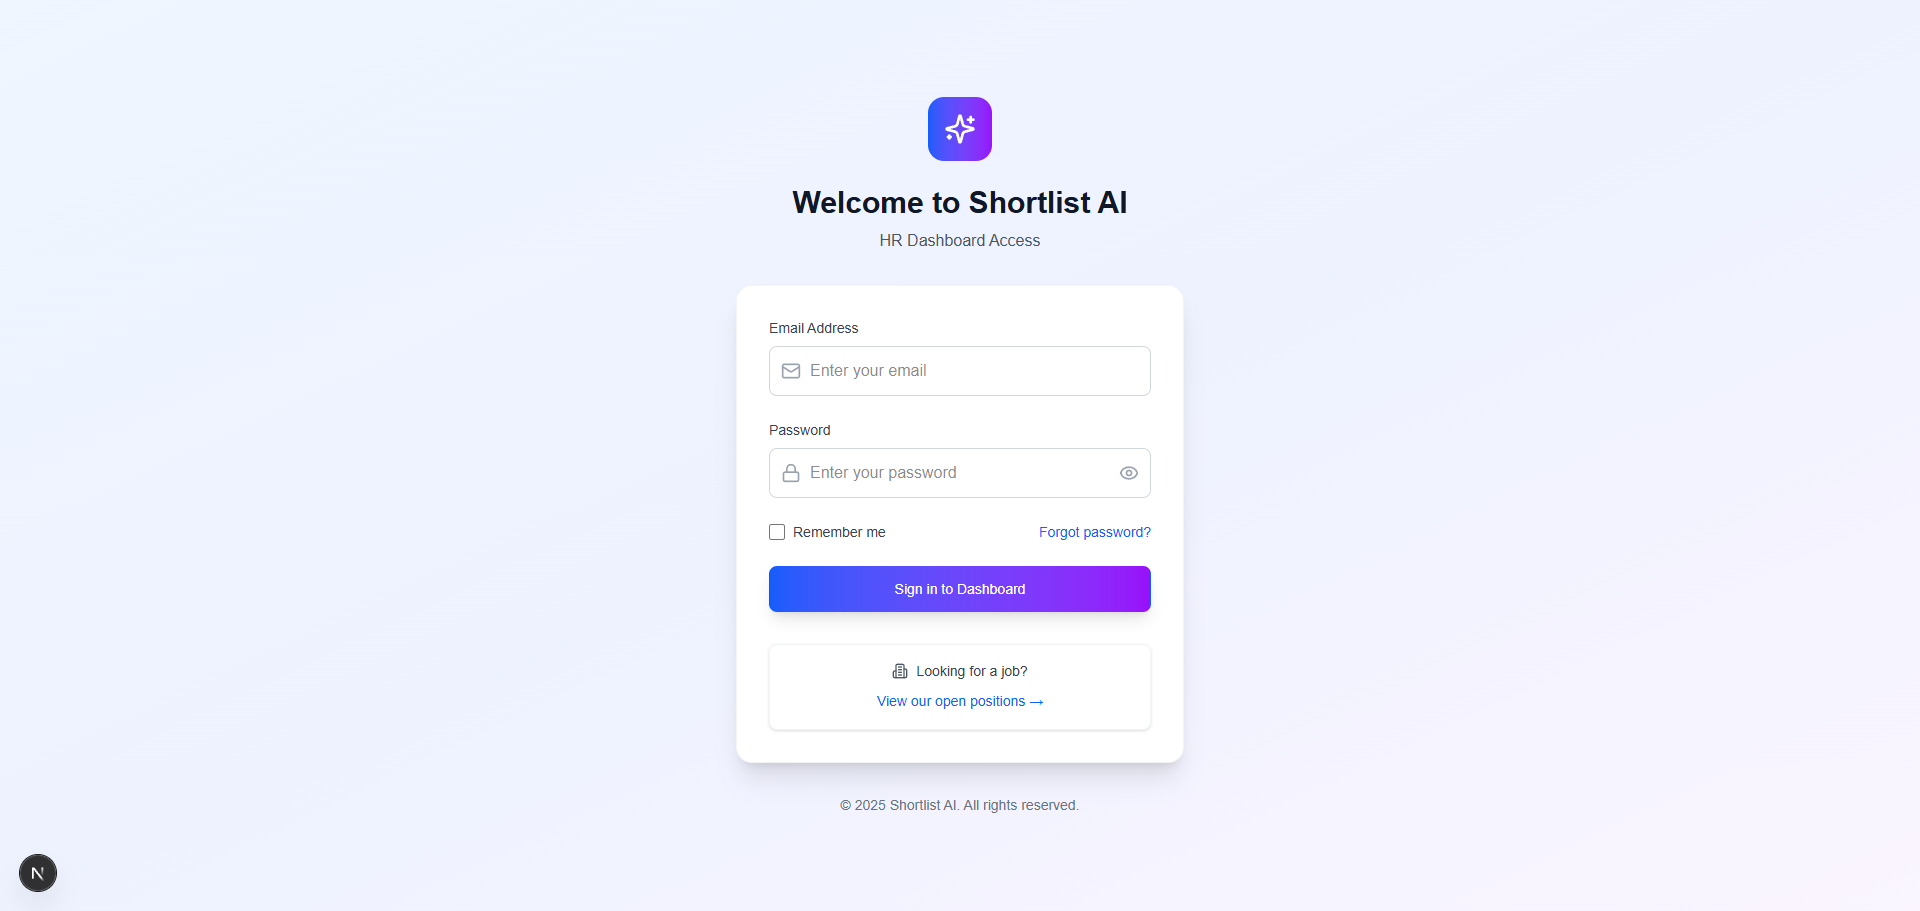 Welcome to Shortlist AI
HR Dashboard Access
Email Address
Enter your email
Password
Enter your password
Remember me
Forgot password?
Sign in to Dashboard
Looking for a job?
View our open positions →
© 2025 Shortlist AI. All rights reserved.
N